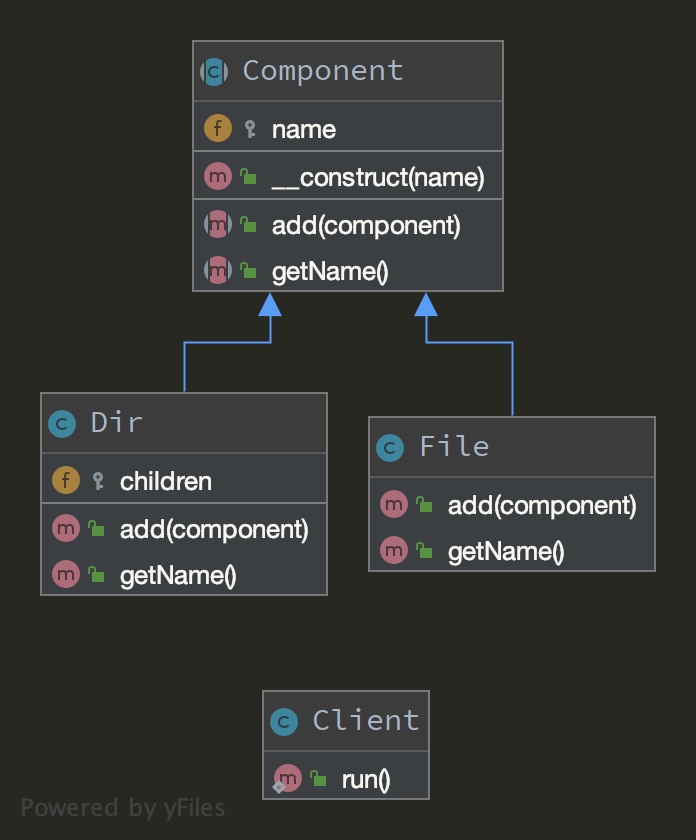 Component
name
__construct(name)
add(component)
getName()
Dir
children
add(component)
getName()
File
add(component)
getName()
Client
run()
Powered by yFiles